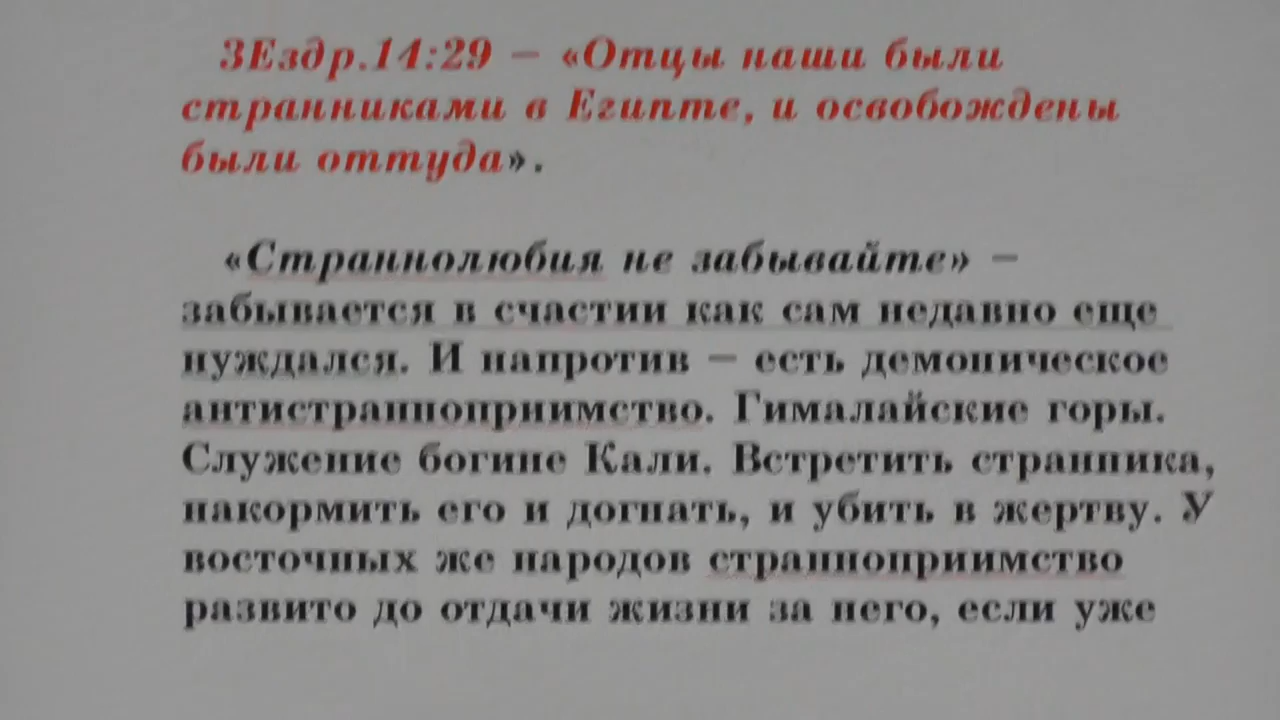 3Ездр.14:29 – «Отцы наши были
странниками в Египте, и освобождены
были оттуда».
«Страннолюбия не забывайте» –
забывается в счастии как сам недавно еще
нуждался. И напротив – есть демоническое
антистранноприимство. Гималайские горы.
Служение богине Кали. Встретить странника,
накормить его и догнать, и убить в жертву. У
восточных же народов странноприимство
развито до отдачи жизни за него, если уже